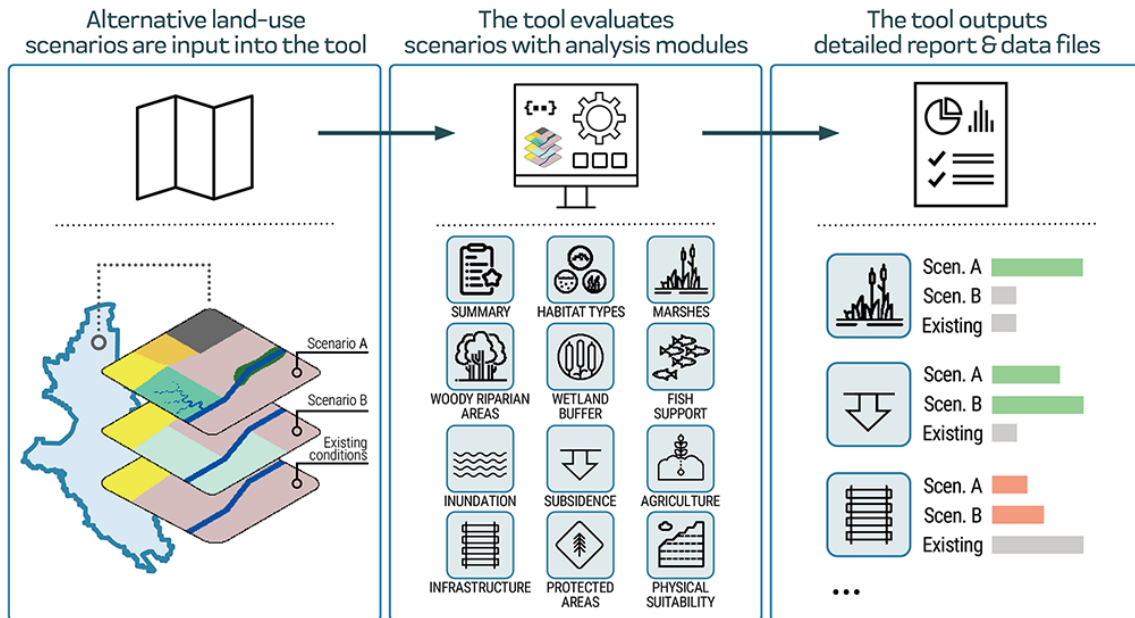 Alternative land-use
scenarios are input into the tool
The tool evaluates
scenarios with analysis modules
The tool outputs
detailed report & data files
Scenario A
Scenario B
Existing
conditions
{••}
SUMMARY
HABITAT TYPES
MARSHES
WOODY RIPARIAN
AREAS
WETLAND
BUFFER
FISH
SUPPORT
INUNDATION
SUBSIDENCE
AGRICULTURE
INFRASTRUCTURE
PROTECTED
AREAS
PHYSICAL
SUITABILITY
Scen. A
Scen. B
Existing
Scen. A
Scen. B
Existing
Scen. A
Scen. B
Existing
...